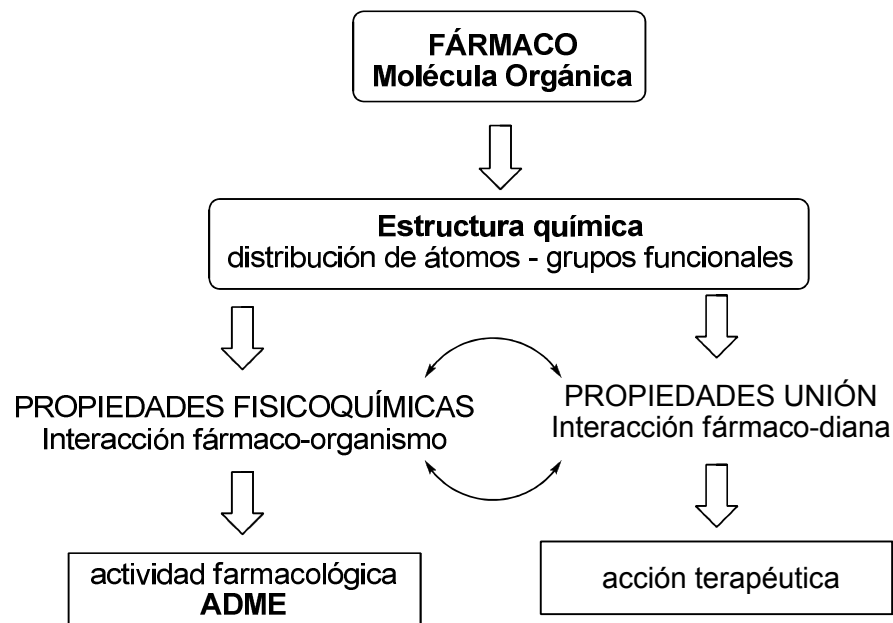 FÁRMACO
Molécula Orgánica
Estructura química
distribución de átomos - grupos funcionales
PROPIEDADES FISICOQUÍMICAS
Interacción fármaco-organismo
PROPIEDADES UNIÓN
Interacción fármaco-diana
actividad farmacológica
ADME
acción terapéutica